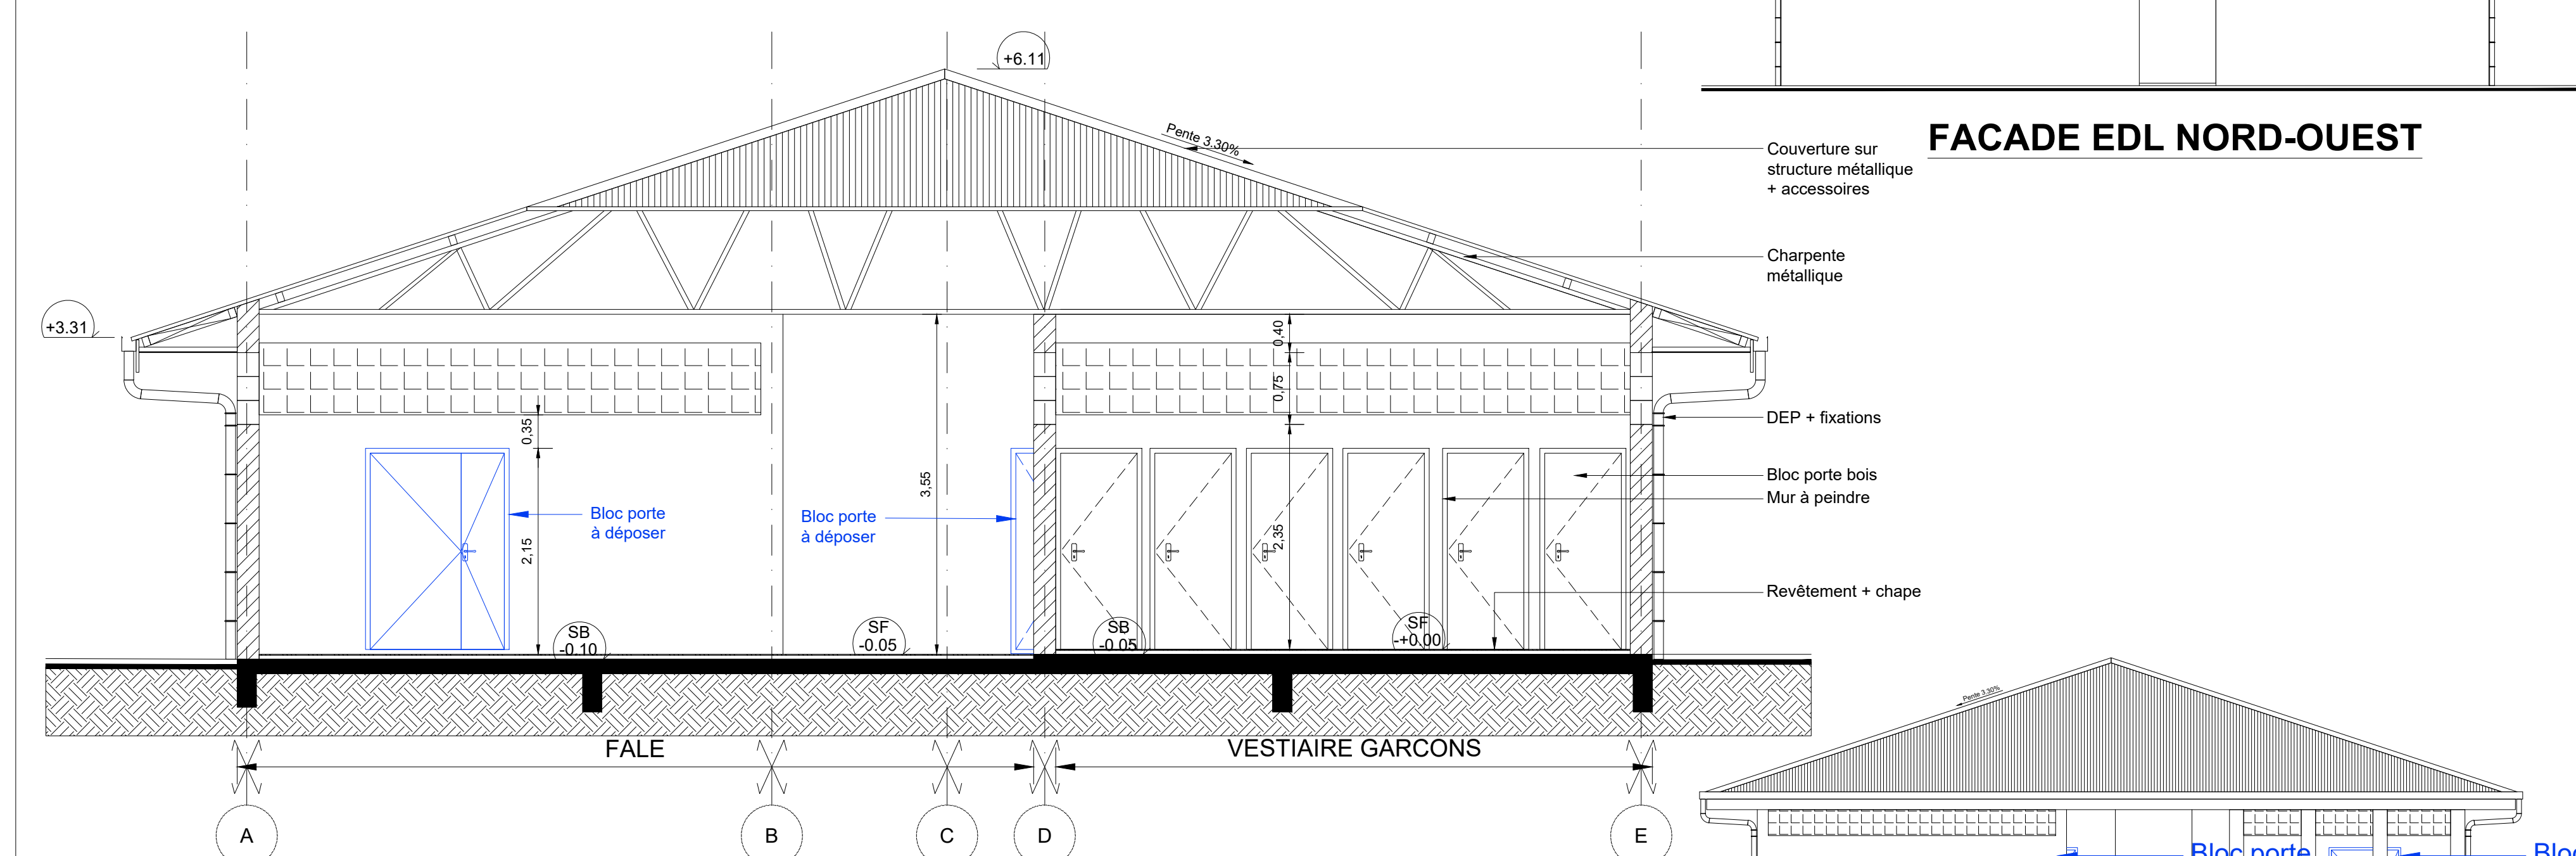 +6.11
Pente 3.30%
FACADE EDL NORD-OUEST
Couverture sur
structure métallique
+ accessoires
Charpente
métallique
+3.31
0,40
0,75
0,35
DEP + fixations
3,55
Bloc porte bois
Mur à peindre
Bloc porte
à déposer
Bloc porte
à déposer
2,15
2,35
Revêtement + chape
SB
-0.10
SF
-0.05
SB
-0.05
SF
-+0.00
Pente 3.30%
FALE
VESTIAIRE GARCONS
A
B
C
D
E
Bloc porte